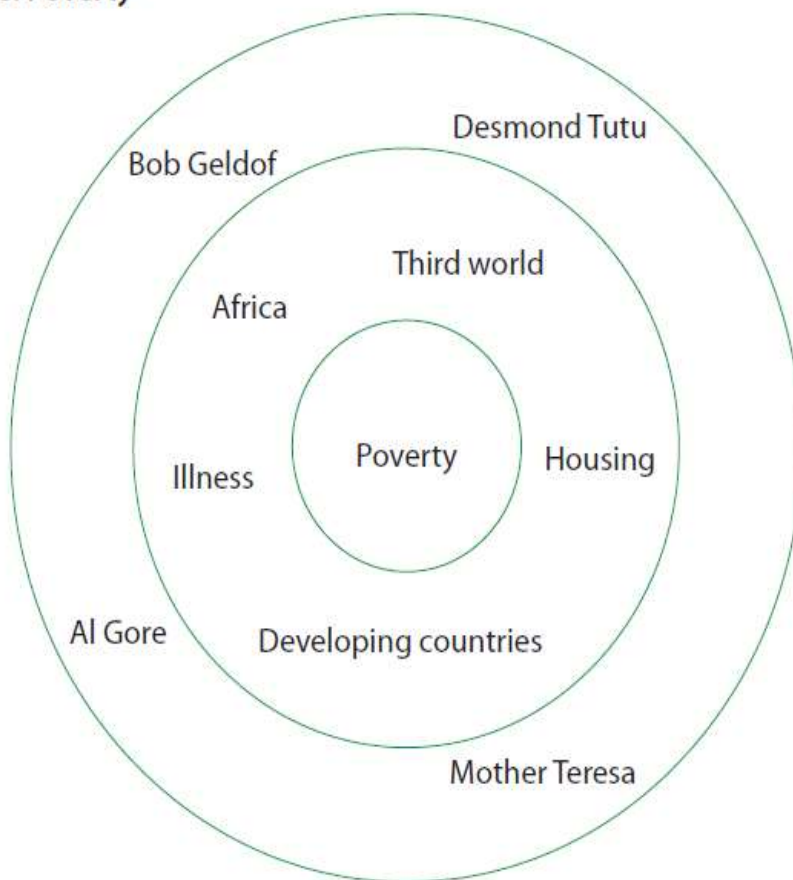 Desmond Tutu
Bob Geldof
Third world
Africa
Poverty
Housing
Illness
Al Gore
Developing countries
Mother Teresa